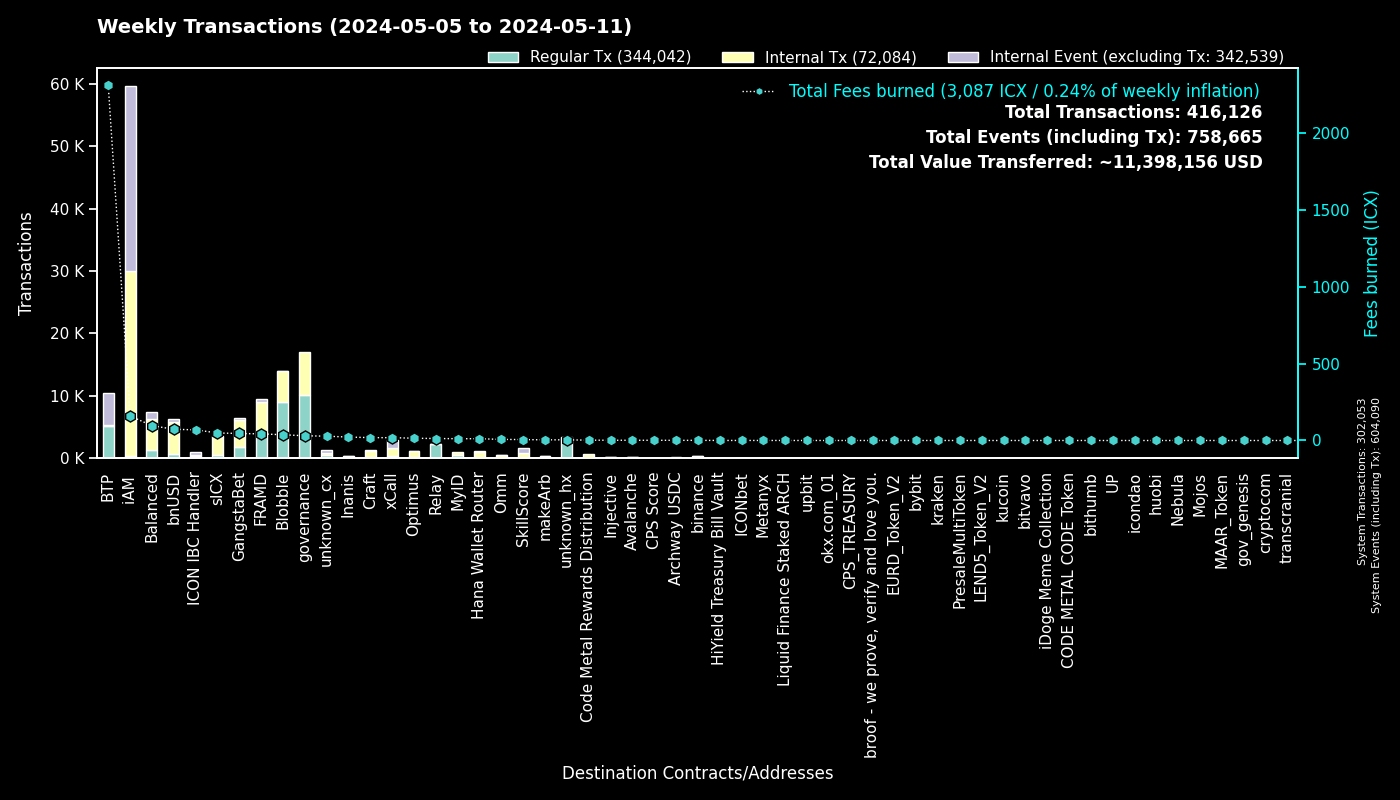 Weekly Transactions (2024-05-05 to 2024-05-11)
Regular Tx (344,042)
Internal Tx (72,084)
Internal Event (excluding Tx: 342,539)
Total Fees burned (3,087 ICX / 0.24% of weekly inflation)
Total Transactions: 416,126
Total Events (including Tx): 758,665
Total Value Transferred: ~11,398,156 USD
Transactions
60 K
50 K
40 K
30 K
20 K
10 K
0 K
2000
1500
1000
500
0
Fees burned (ICX)
System Transactions: 302,053
System Events (including Tx): 604,090
BTP
iAM
Balanced
bnUSD
ICON IBC Handler
sICX
GangstaBet
FRAMD
Blobble
governance
unknown_cx
Inanis
Craft
xCall
Optimus
Relay
MyID
Hana Wallet Router
Omm
SkillScore
makeArb
unknown_hx
Code Metal Rewards Distribution
Injective
Avalanche
CPS Score
Archway USDC
binance
HiYield Treasury Bill Vault
ICONbet
Metanyx
Liquid Finance Staked ARCH
upbit
okx.com_01
CPS_TREASURY
broof - we prove, verify and love you.
EURD_Token_V2
bybit
kraken
PresaleMultiToken
LEND5_Token_V2
kucoin
bitvavo
iDoge Meme Collection
CODE METAL CODE Token
bithumb
UP
icondao
huobi
Nebula
Mojos
MAAR_Token
gov_genesis
cryptocom
transcranial
Destination Contracts/Addresses